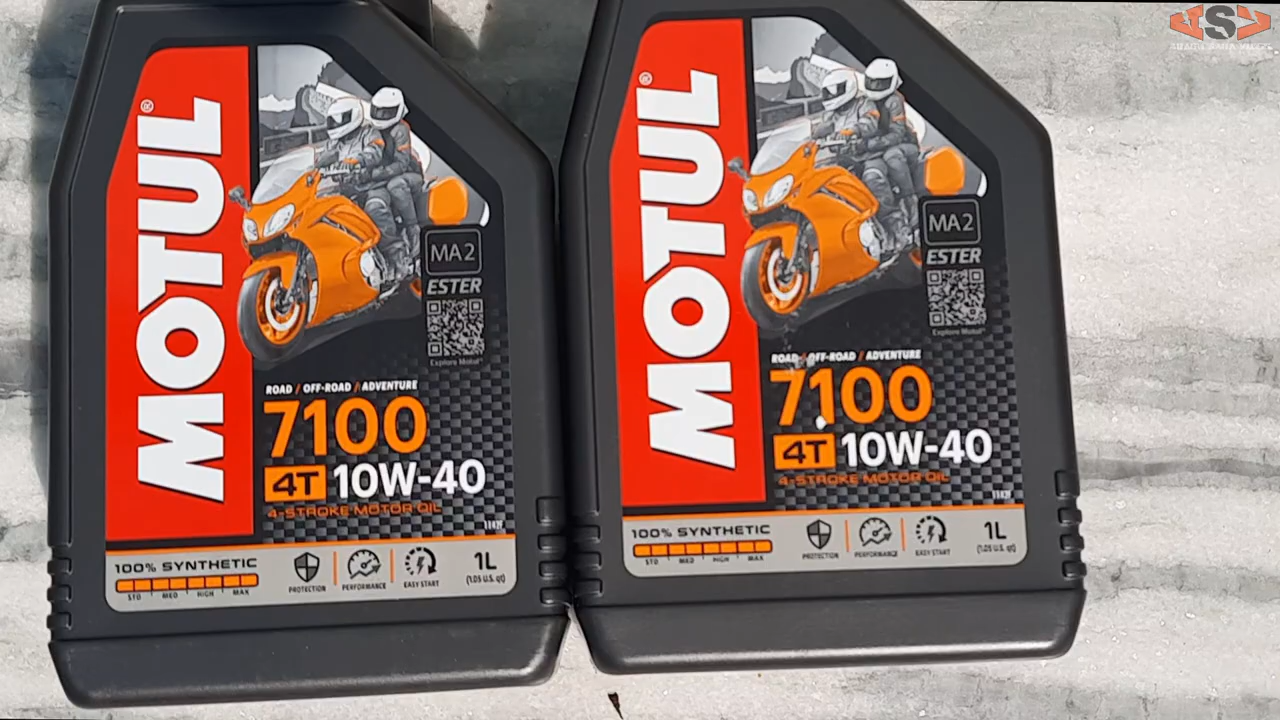 MOTUL®
MA2
ESTER
Explore Motul
ROAD / OFF-ROAD / ADVENTURE
7100
4T 10W-40
4-STROKE MOTOR OIL
100% SYNTHETIC
STD MED HIGH MAX
PROTECTION
PERFORMANCE
EASY START
1L
(1.05 U.S. qt)
MOTUL®
MA2
ESTER
Explore Motul
ROAD / OFF-ROAD / ADVENTURE
7100
4T 10W-40
4-STROKE MOTOR OIL
100% SYNTHETIC
STD MED HIGH MAX
PROTECTION
PERFORMANCE
EASY START
1L
(1.05 U.S. qt)